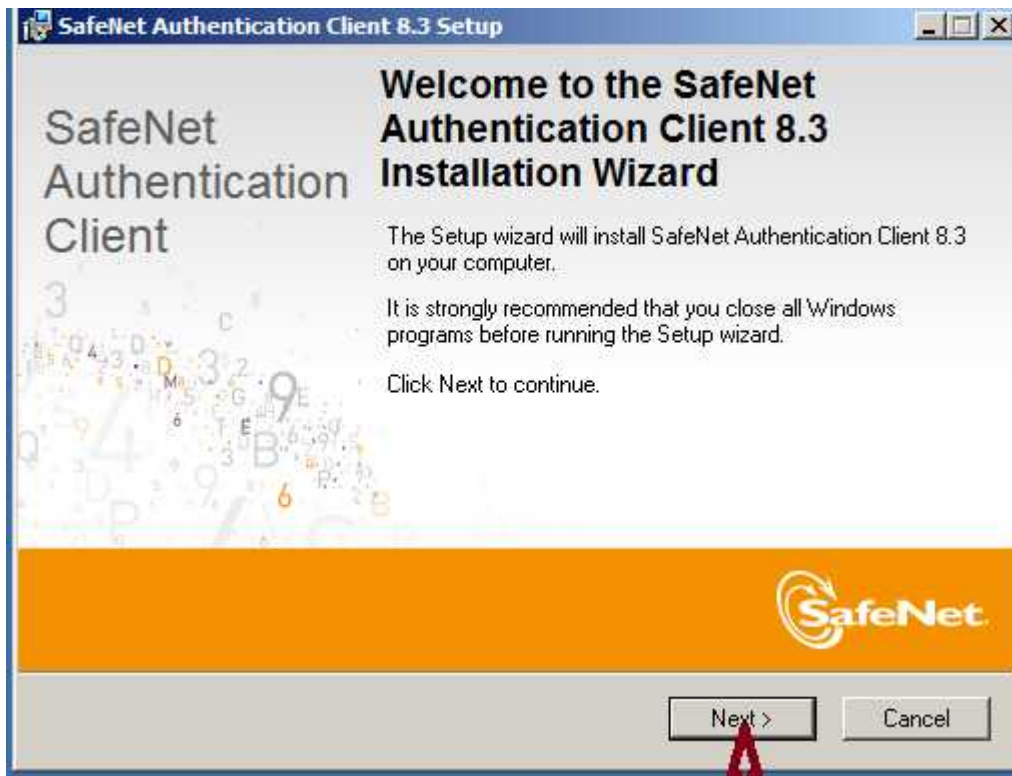 SafeNet Authentication Client 8.3 Setup
SafeNet
Authentication
Client
Welcome to the SafeNet
Authentication Client 8.3
Installation Wizard
The Setup wizard will install SafeNet Authentication Client 8.3
on your computer.
It is strongly recommended that you close all Windows
programs before running the Setup wizard.
Click Next to continue.
SafeNet.
Next >
Cancel